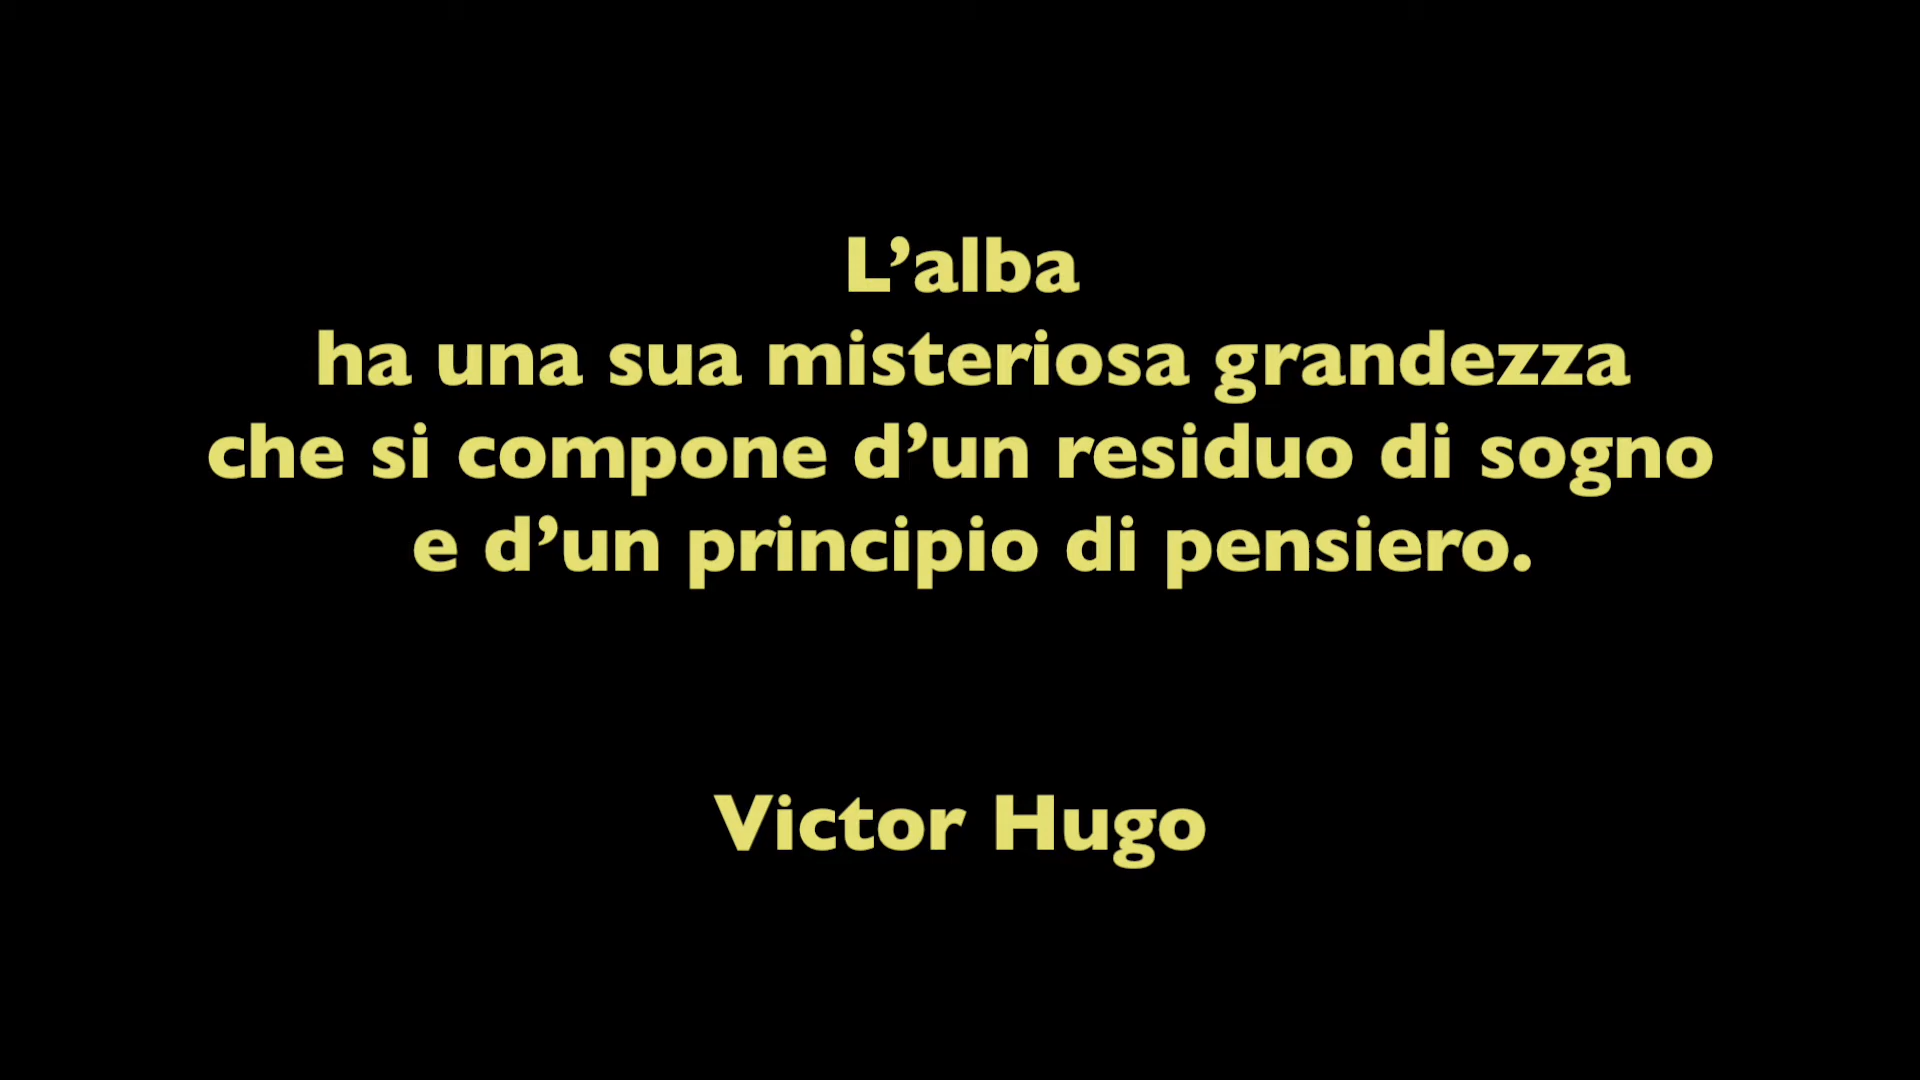 L’alba
ha una sua misteriosa grandezza
che si compone d’un residuo di sogno
e d’un principio di pensiero.
Victor Hugo